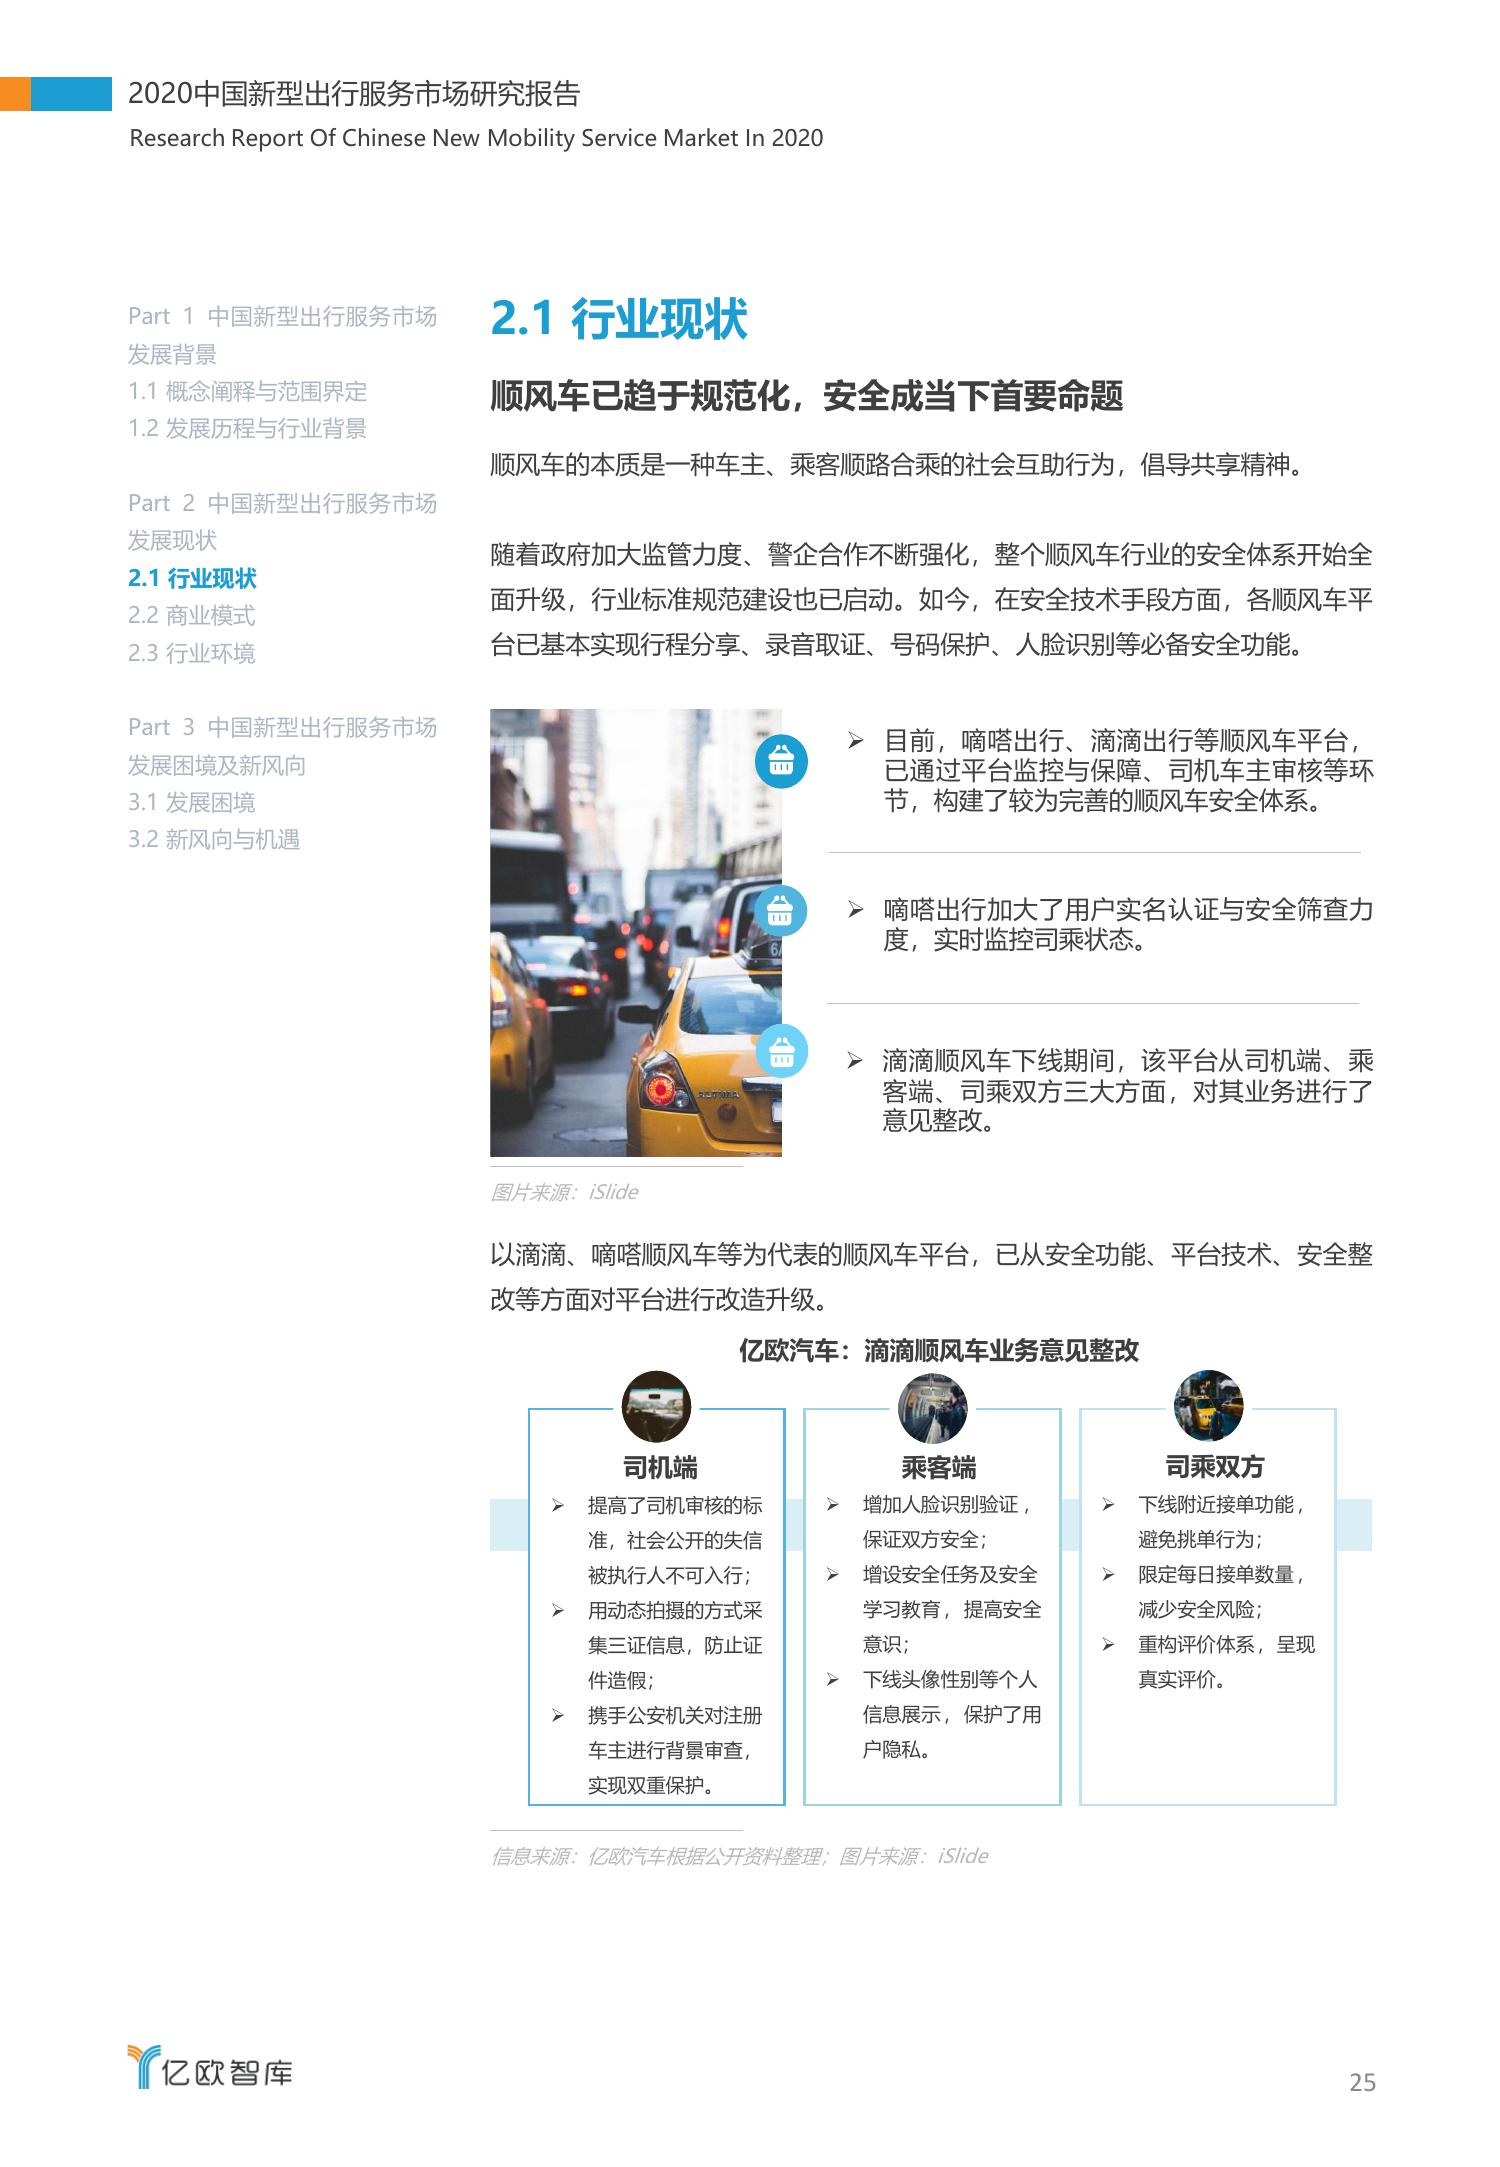 2020中国新型出行服务市场研究报告
Research Report Of Chinese New Mobility Service Market In 2020
Part 1 中国新型出行服务市场
发展背景
1.1 概念阐释与范围界定
1.2 发展历程与行业背景
Part 2 中国新型出行服务市场
发展现状
2.1 行业现状
2.2 商业模式
2.3 行业环境
Part 3 中国新型出行服务市场
发展困境及新风向
3.1 发展困境
3.2 新风向与机遇
2.1 行业现状
顺风车已趋于规范化，安全成当下首要命题
顺风车的本质是一种车主、乘客顺路合乘的社会互助行为，倡导共享精神。
随着政府加大监管力度、警企合作不断强化，整个顺风车行业的安全体系开始全
面升级，行业标准规范建设也已启动。如今，在安全技术手段方面，各顺风车平
台已基本实现行程分享、录音取证、号码保护、人脸识别等必备安全功能。
➢ 目前，嘀嗒出行、滴滴出行等顺风车平台，
已通过平台监控与保障、司机车主审核等环
节，构建了较为完善的顺风车安全体系。
➢ 嘀嗒出行加大了用户实名认证与安全筛查力
度，实时监控司乘状态。
➢ 滴滴顺风车下线期间，该平台从司机端、乘
客端、司乘双方三大方面，对其业务进行了
意见整改。
ALTIMA
图片来源：iSlide
以滴滴、嘀嗒顺风车等为代表的顺风车平台，已从安全功能、平台技术、安全整
改等方面对平台进行改造升级。
亿欧汽车：滴滴顺风车业务意见整改
司机端
➢ 提高了司机审核的标
准，社会公开的失信
被执行人不可入行；
➢ 用动态拍摄的方式采
集三证信息，防止证
件造假；
➢ 携手公安机关对注册
车主进行背景审查，
实现双重保护。
乘客端
➢ 增加人脸识别验证，
保证双方安全；
➢ 增设安全任务及安全
学习教育，提高安全
意识；
➢ 下线头像性别等个人
信息展示，保护了用
户隐私。
司乘双方
➢ 下线附近接单功能，
避免挑单行为；
➢ 限定每日接单数量，
减少安全风险；
➢ 重构评价体系，呈现
真实评价。
信息来源：亿欧汽车根据公开资料整理；图片来源：iSlide
亿欧智库
25